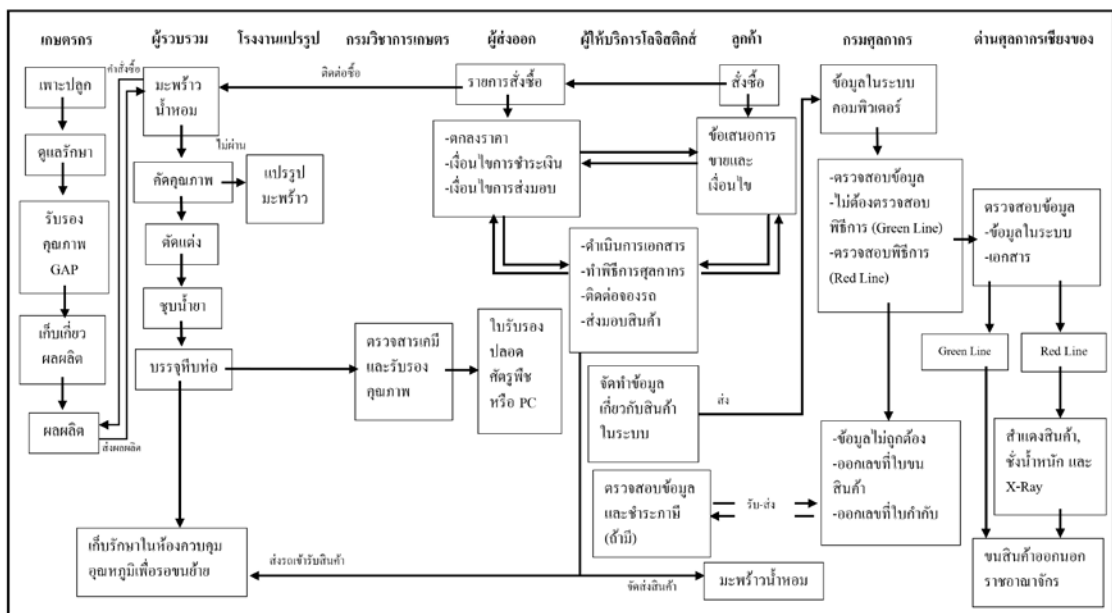 เกษตรกร
ผู้รวบรวม
โรงงานแปรรูป
กรมวิชาการเกษตร
ผู้ส่งออก
ผู้ให้บริการโลจิสติกส์
ลูกค้า
กรมศุลกากร
ด่านศุลกากรเชียงของ
เพาะปลูก
คำสั่งซื้อ
มะพร้าว
น้ำหอม
ติดต่อซื้อ
รายการสั่งซื้อ
สั่งซื้อ
ข้อมูลในระบบ
คอมพิวเตอร์
ดูแลรักษา
ไม่ผ่าน
คัดคุณภาพ
แปรรูป
มะพร้าว
-ตกลงราคา
-เงื่อนไขการชำระเงิน
-เงื่อนไขการส่งมอบ
ข้อเสนอการ
ขายและ
เงื่อนไข
-ตรวจสอบข้อมูล
-ไม่ต้องตรวจสอบ
พิธีการ (Green Line)
-ตรวจสอบพิธีการ
(Red Line)
ตรวจสอบข้อมูล
-ข้อมูลในระบบ
-เอกสาร
รับรอง
คุณภาพ
GAP
ตัดแต่ง
-ดำเนินการเอกสาร
-ทำพิธีการศุลกากร
-ติดต่อจองรถ
-ส่งมอบสินค้า
ชุบน้ำยา
เก็บเกี่ยว
ผลผลิต
บรรจุหีบห่อ
ตรวจสารเคมี
และรับรอง
คุณภาพ
ใบรับรอง
ปลอด
ศัตรูพืช
หรือ PC
Green Line
Red Line
จัดทำข้อมูล
เกี่ยวกับสินค้า
ในระบบ
ส่ง
ผลผลิต
ส่งผลผลิต
-ข้อมูลไม่ถูกต้อง
-ออกเลขที่ใบขน
สินค้า
-ออกเลขที่ใบกำกับ
สำแดงสินค้า,
ชั่งน้ำหนัก และ
X-Ray
ตรวจสอบข้อมูล
และชำระภาษี
(ถ้ามี)
รับ-ส่ง
เก็บรักษาในห้องควบคุม
อุณหภูมิเพื่อรอขนย้าย
ส่งรถเข้ารับสินค้า
จัดส่งสินค้า
มะพร้าวน้ำหอม
ขนสินค้าออกนอก
ราชอาณาจักร